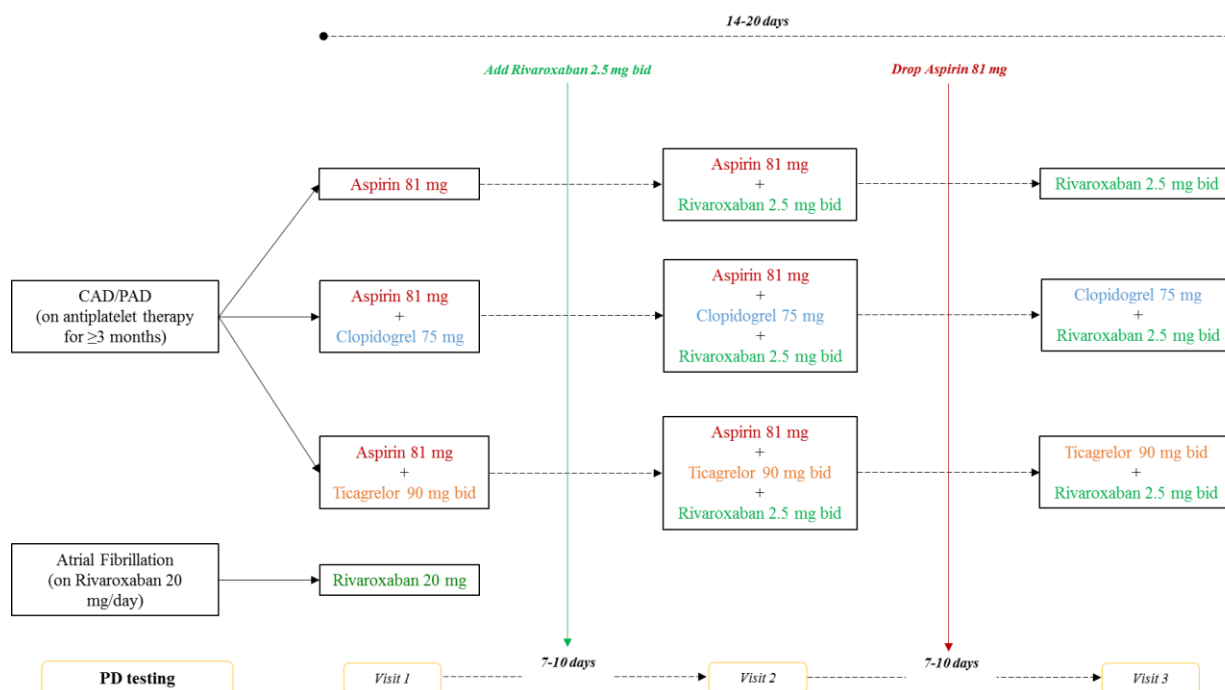 14-20 days
Add Rivaroxaban 2.5 mg bid
Drop Aspirin 81 mg
Aspirin 81 mg
Aspirin 81 mg
+
Rivaroxaban 2.5 mg bid
Rivaroxaban 2.5 mg bid
CAD/PAD
(on antiplatelet therapy
for ≥3 months)
Aspirin 81 mg
+
Clopidogrel 75 mg
Aspirin 81 mg
+
Clopidogrel 75 mg
+
Rivaroxaban 2.5 mg bid
Clopidogrel 75 mg
+
Rivaroxaban 2.5 mg bid
Aspirin 81 mg
+
Ticagrelor 90 mg bid
Aspirin 81 mg
+
Ticagrelor 90 mg bid
+
Rivaroxaban 2.5 mg bid
Ticagrelor 90 mg bid
+
Rivaroxaban 2.5 mg bid
Atrial Fibrillation
(on Rivaroxaban 20
mg/day)
Rivaroxaban 20 mg
PD testing
Visit 1
7-10 days
Visit 2
7-10 days
Visit 3